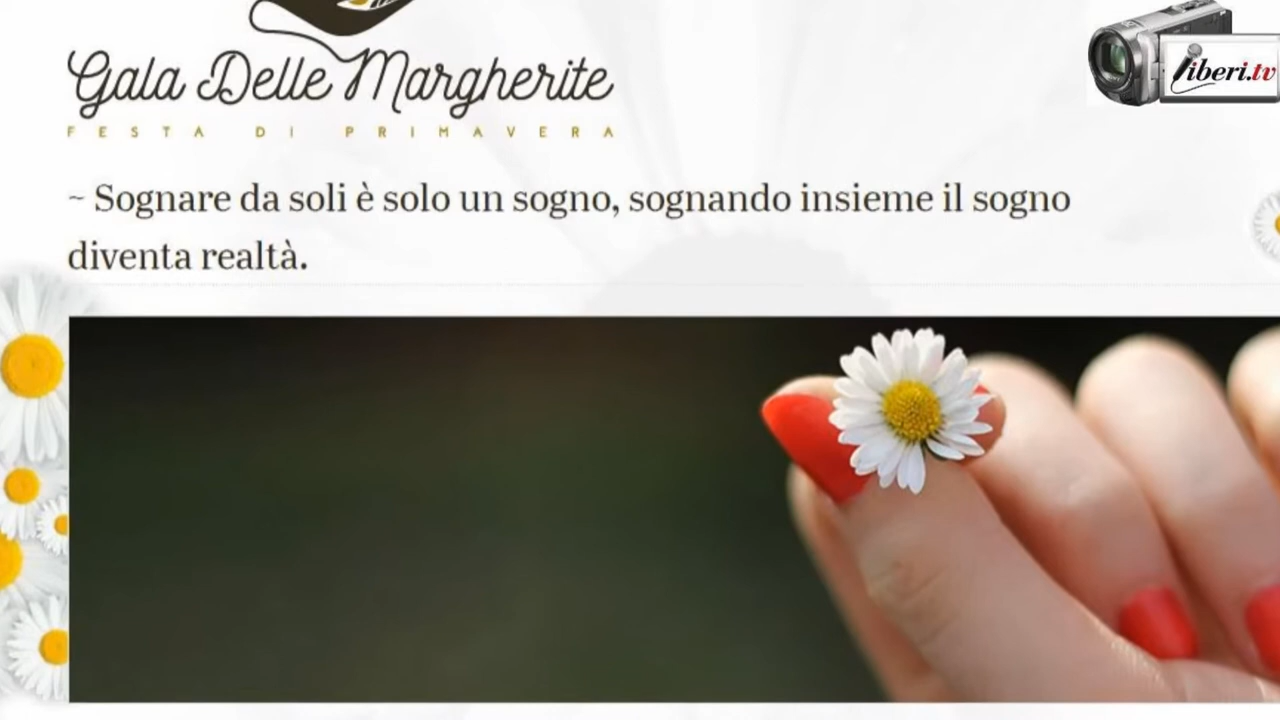 Gala Delle Margherite
FESTA DI PRIMAVERA
~ Sognare da soli è solo un sogno, sognando insieme il sogno
diventa realtà.
liberi.tv